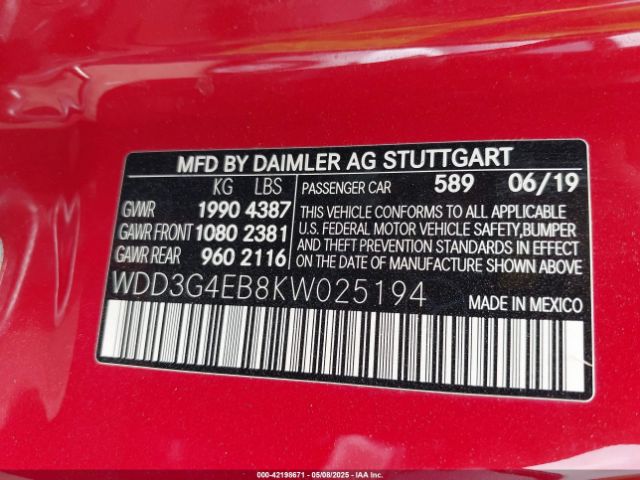 MFD BY DAIMLER AG STUTTGART
KG LBS PASSENGER CAR 589 06/19
GVWR 1990 4387 THIS VEHICLE CONFORMS TO ALL APPLICABLE
GAWR FRONT 1080 2381 U.S. FEDERAL MOTOR VEHICLE SAFETY,BUMPER
GAWR REAR 960 2116 AND THEFT PREVENTION STANDARDS IN EFFECT
ON THE DATE OF MANUFACTURE SHOWN ABOVE.
WDD3G4EB8KW025194 MADE IN MEXICO
000-42198671 - 05/08/2025 - IAAI, Inc.